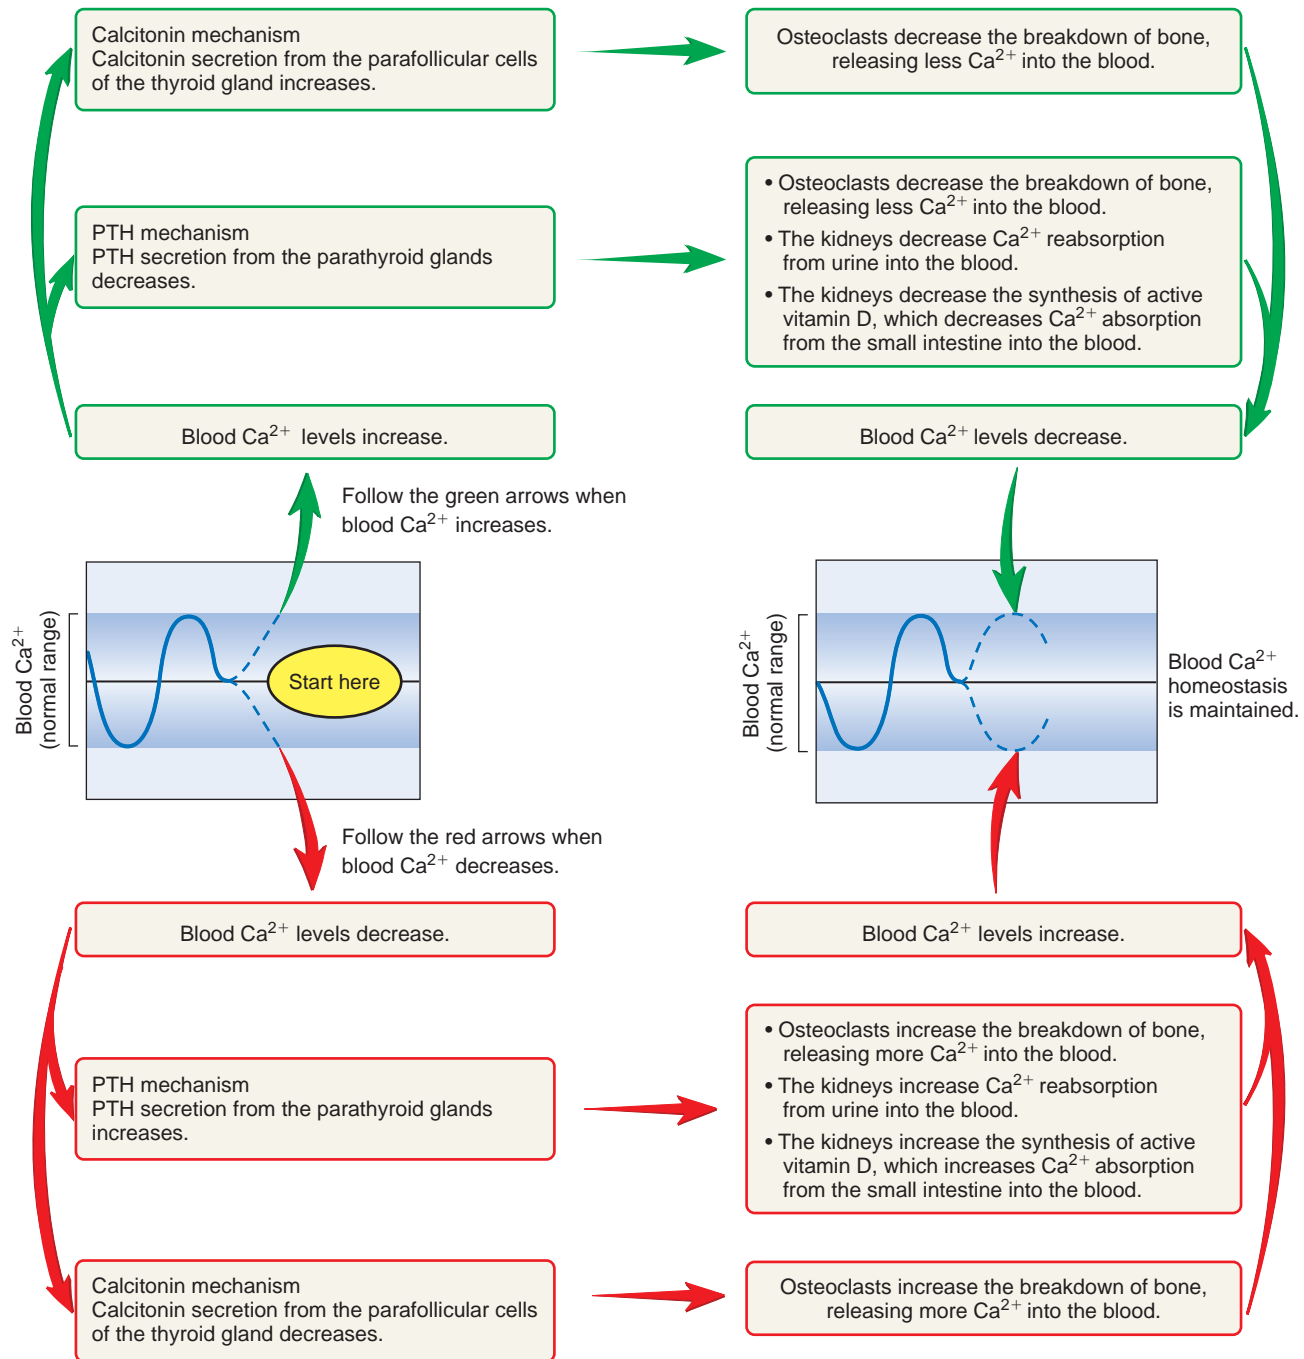 Calcitonin mechanism
Calcitonin secretion from the parafollicular cells
of the thyroid gland increases.
Osteoclasts decrease the breakdown of bone,
releasing less Ca²⁺ into the blood.
PTH mechanism
PTH secretion from the parathyroid glands
decreases.
• Osteoclasts decrease the breakdown of bone,
releasing less Ca²⁺ into the blood.
• The kidneys decrease Ca²⁺ reabsorption
from urine into the blood.
• The kidneys decrease the synthesis of active
vitamin D, which decreases Ca²⁺ absorption
from the small intestine into the blood.
Blood Ca²⁺ levels increase.
Blood Ca²⁺ levels decrease.
Follow the green arrows when
blood Ca²⁺ increases.
Blood Ca²⁺
(normal range)
Start here
Blood Ca²⁺
(normal range)
Blood Ca²⁺
homeostasis
is maintained.
Follow the red arrows when
blood Ca²⁺ decreases.
Blood Ca²⁺ levels decrease.
Blood Ca²⁺ levels increase.
PTH mechanism
PTH secretion from the parathyroid glands
increases.
• Osteoclasts increase the breakdown of bone,
releasing more Ca²⁺ into the blood.
• The kidneys increase Ca²⁺ reabsorption
from urine into the blood.
• The kidneys increase the synthesis of active
vitamin D, which increases Ca²⁺ absorption
from the small intestine into the blood.
Calcitonin mechanism
Calcitonin secretion from the parafollicular cells
of the thyroid gland decreases.
Osteoclasts increase the breakdown of bone,
releasing more Ca²⁺ into the blood.